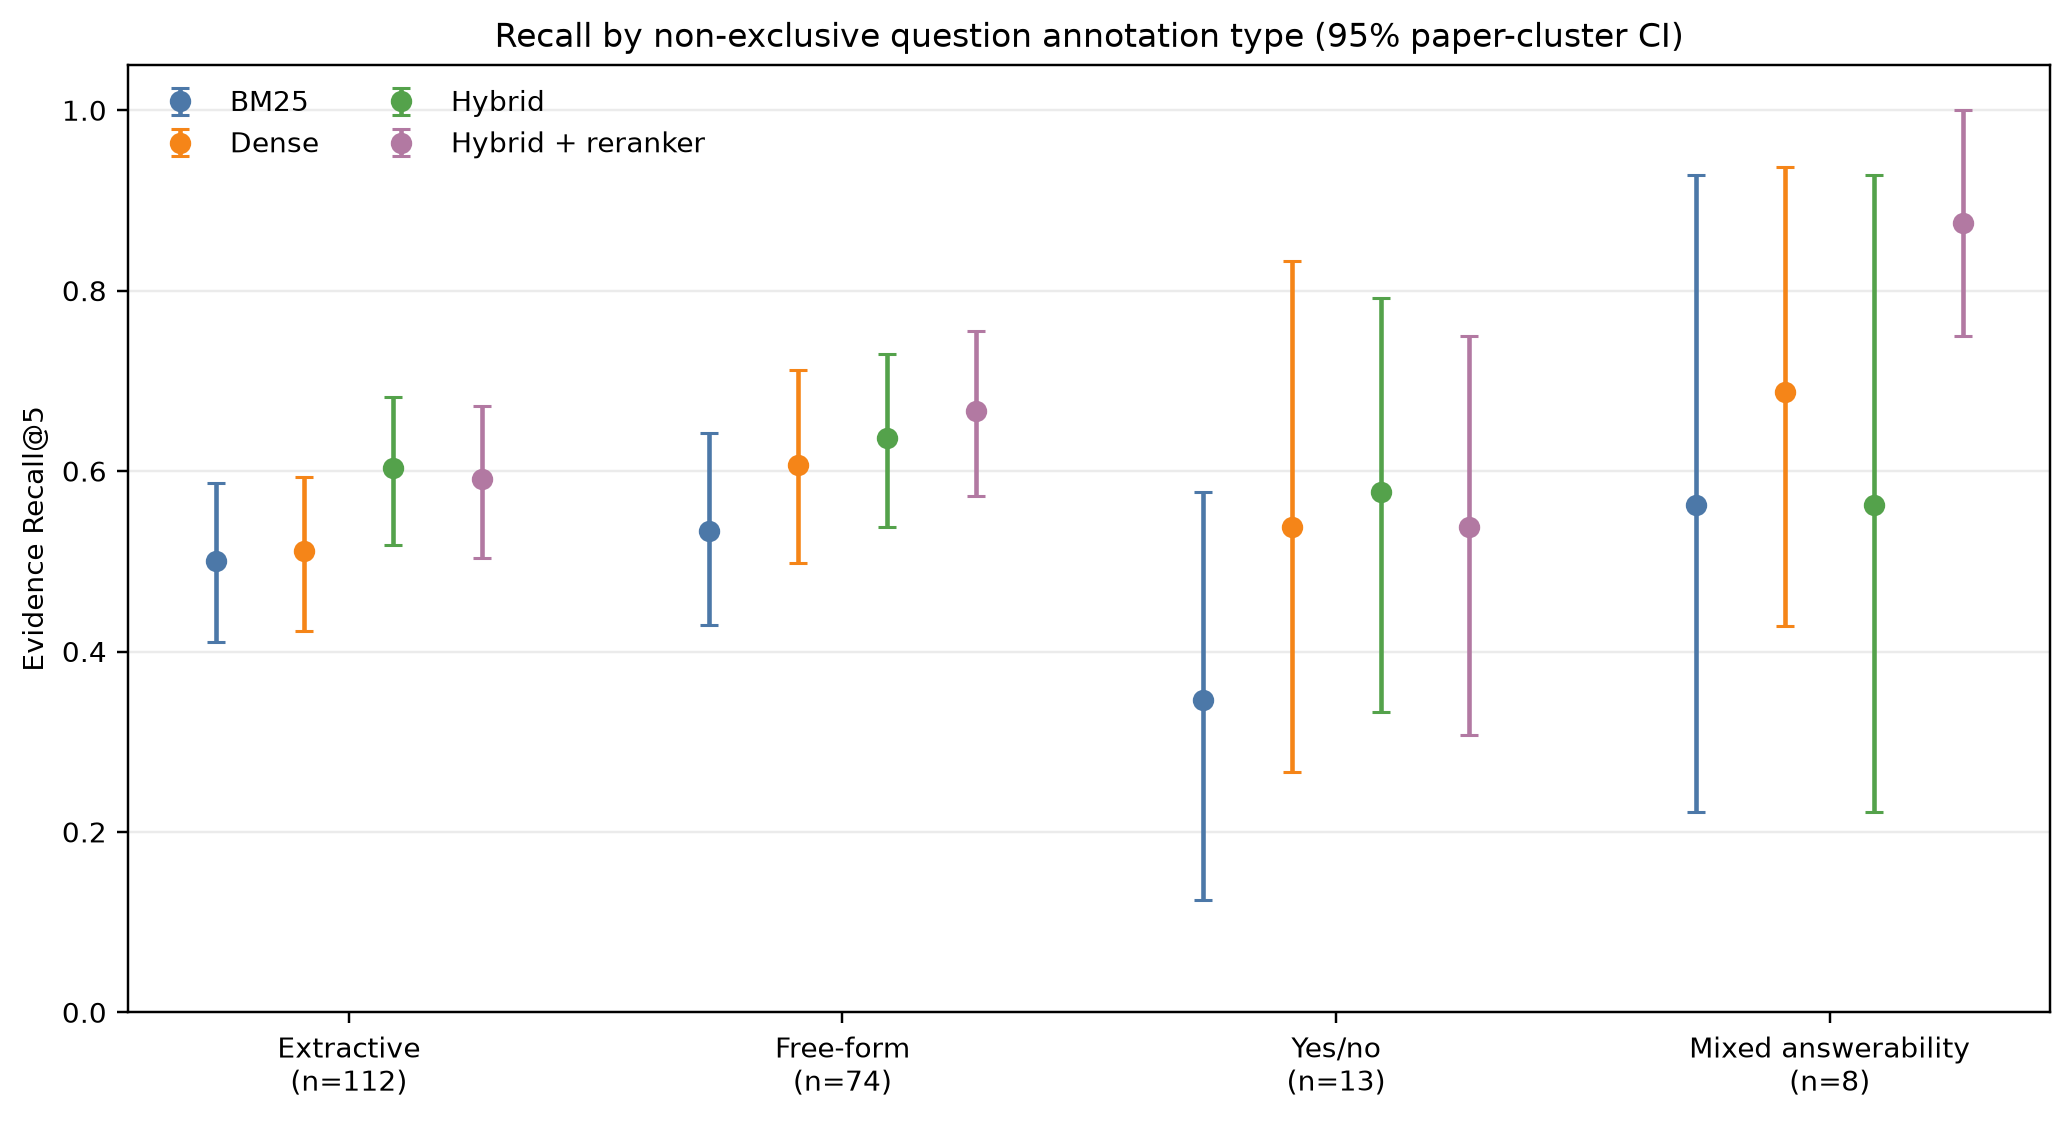 Recall by non-exclusive question annotation type (95% paper-cluster CI)
BM25
Dense
Hybrid
Hybrid + reranker
Evidence Recall@5
1.0
0.8
0.6
0.4
0.2
0.0
Extractive
(n=112)
Free-form
(n=74)
Yes/no
(n=13)
Mixed answerability
(n=8)